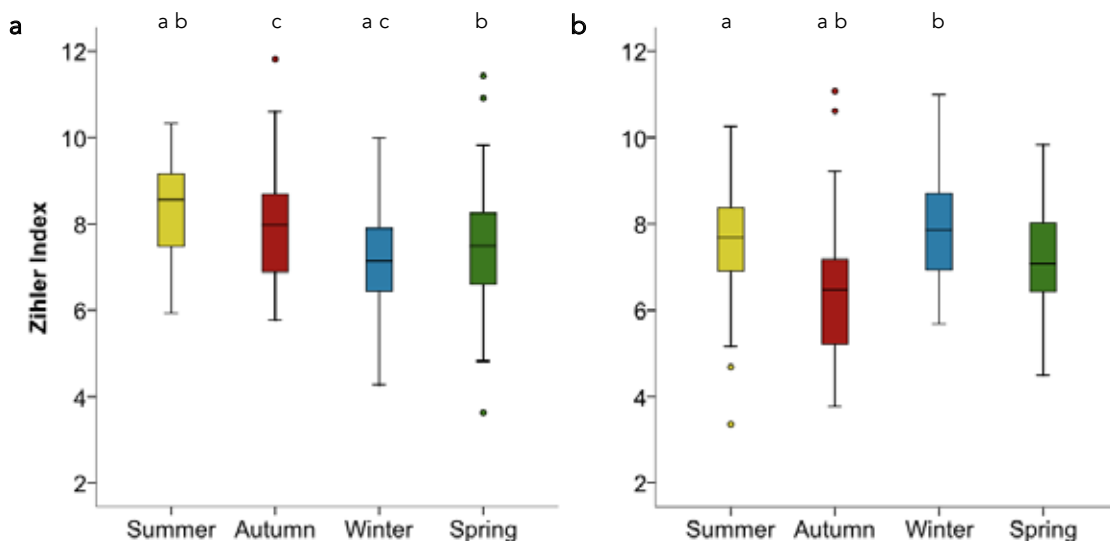 a
a b
c
a c
b
12
10
8
6
4
2
Zihler Index
Summer
Autumn
Winter
Spring
b
a
a b
b
12
10
8
6
4
2
Summer
Autumn
Winter
Spring